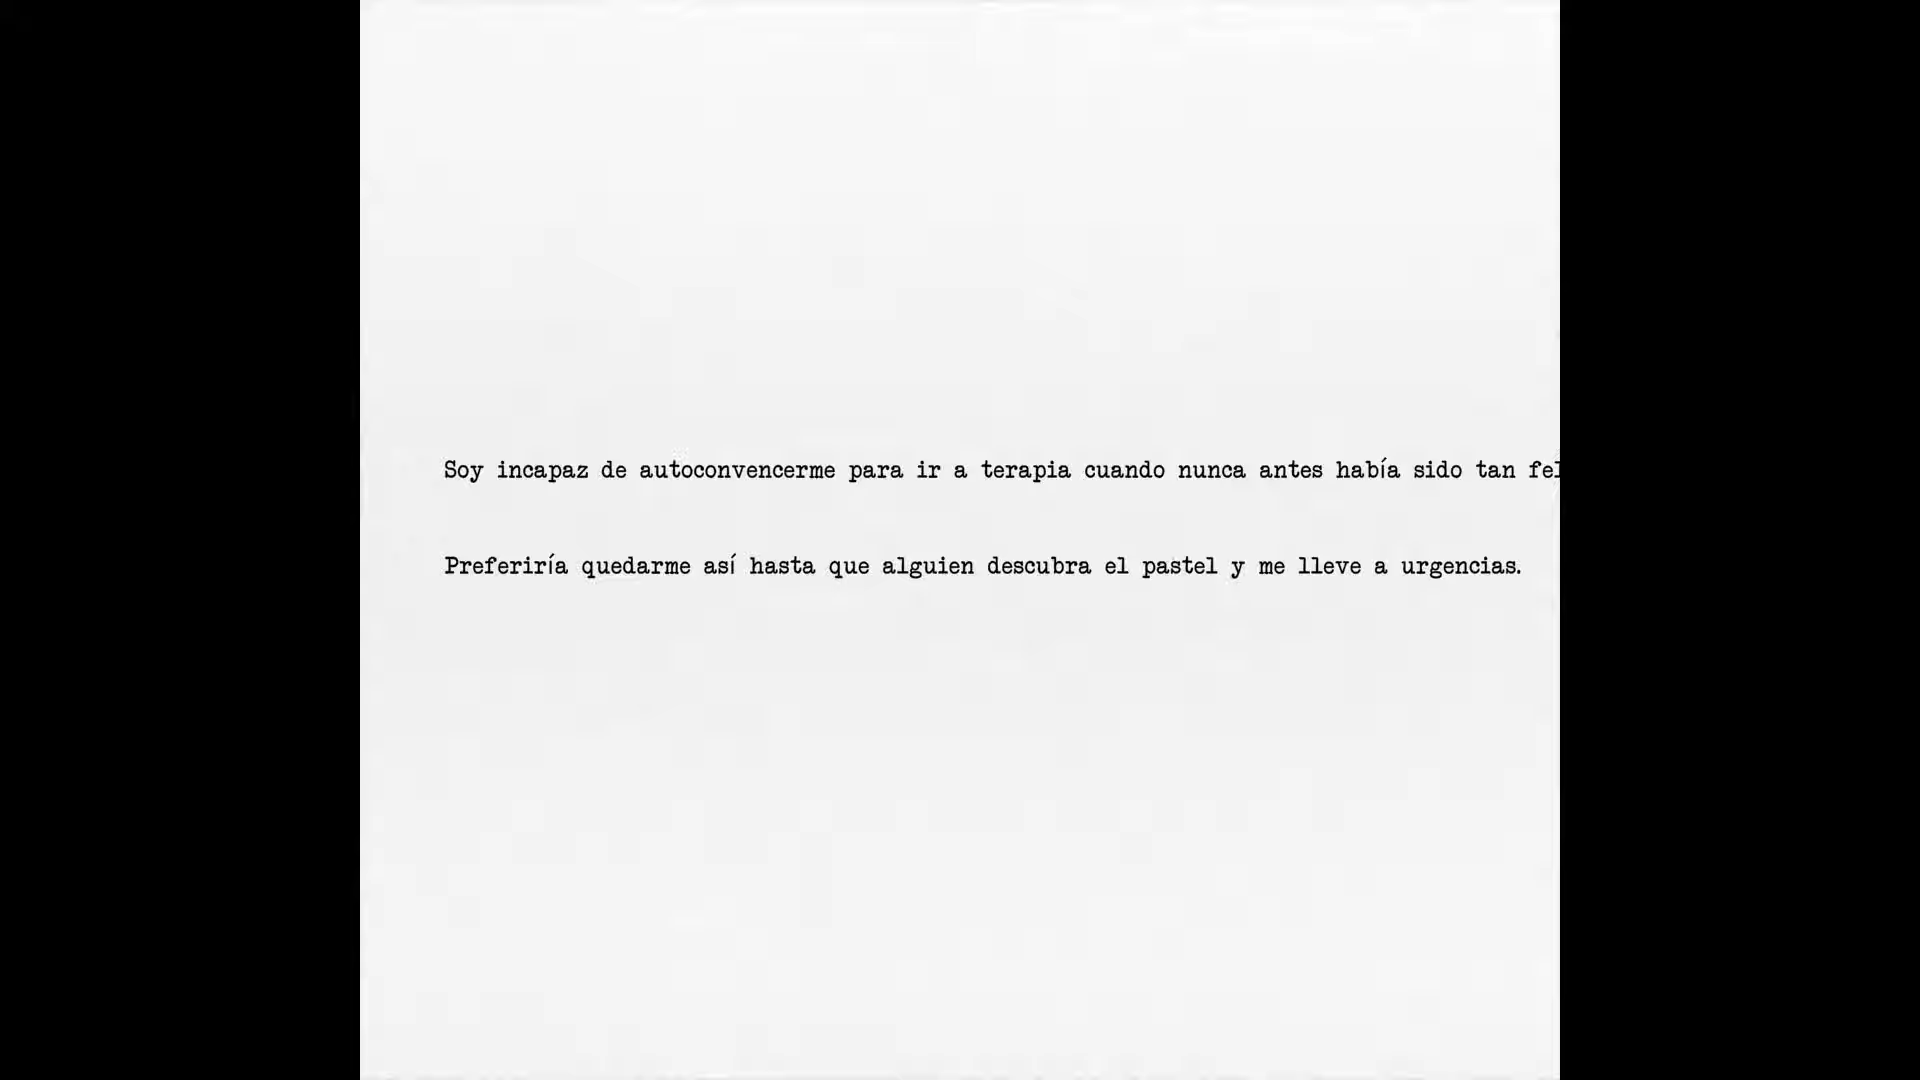 Soy incapaz de autoconvencerme para ir a terapia cuando nunca antes había sido tan fel
Preferiría quedarme así hasta que alguien descubra el pastel y me lleve a urgencias.